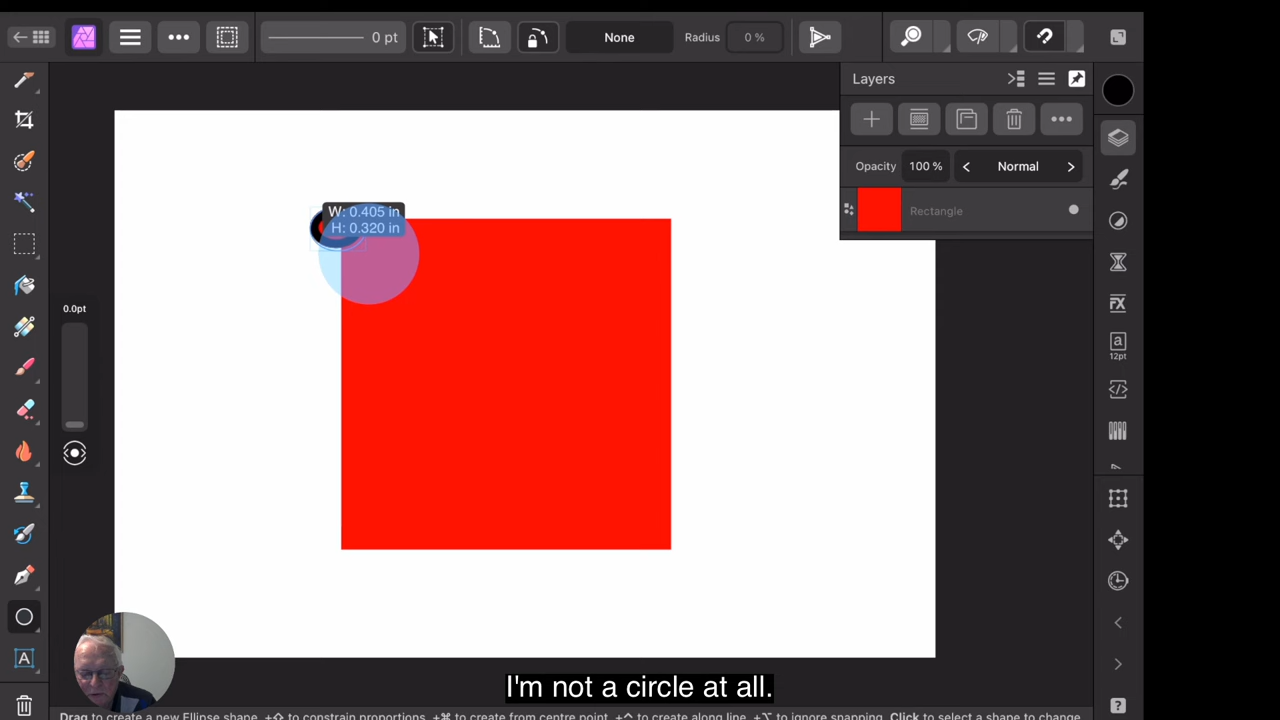 0 pt
None
Radius
0 %
Layers
Opacity
100 %
Normal
Rectangle
W: 0.405 in
H: 0.320 in
0.0pt
a
12pt
A
?
I'm not a circle at all.
Drag to create a new Ellipse shape. +⇧ to constrain proportions. +⌘ to create from centre point. +^ to create along line. +⌥ to ignore snapping. Click to select a shape to change